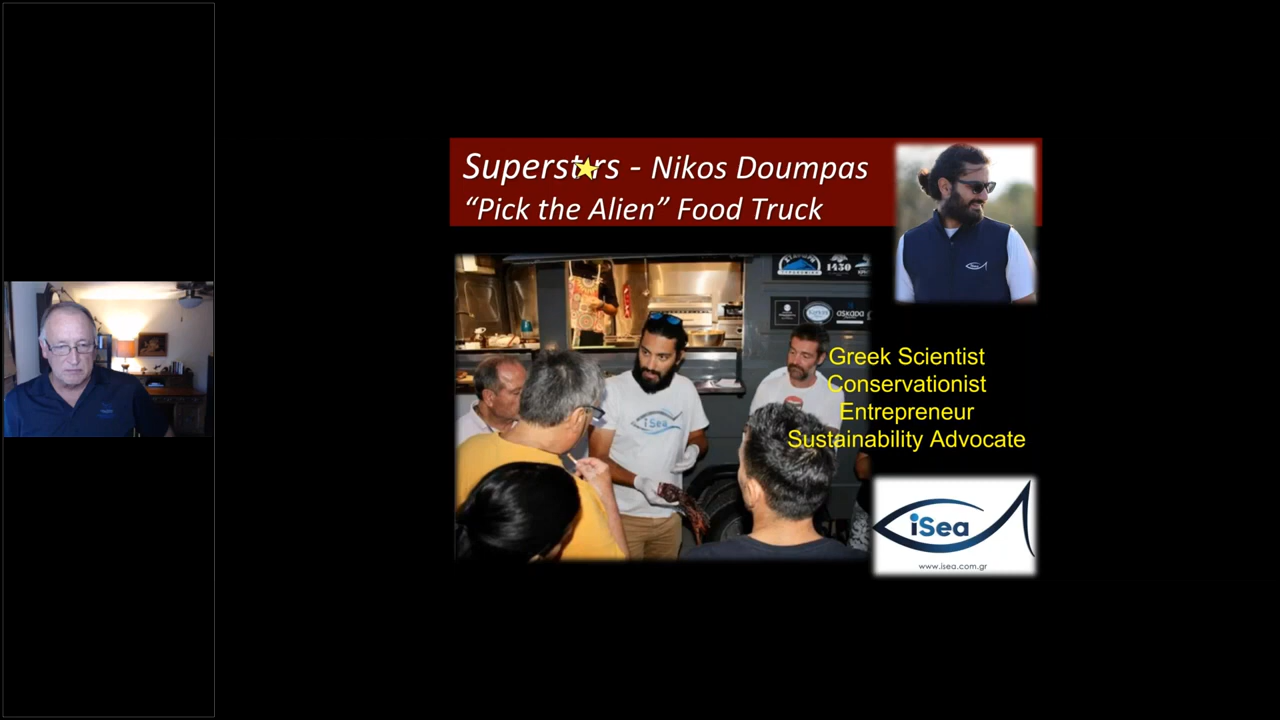 Superstars - Nikos Doumpas
“Pick the Alien” Food Truck
1450
ASKADA
iSea
Greek Scientist
Conservationist
Entrepreneur
Sustainability Advocate
iSea
www.isea.com.gr